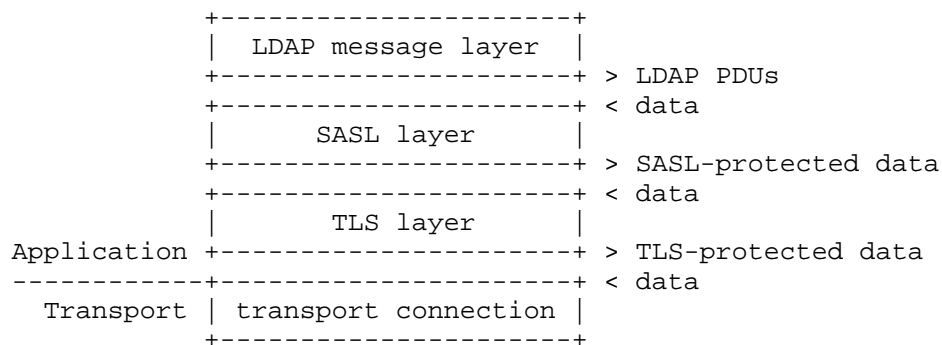 +----------------------+
               |  LDAP message layer  |
               +----------------------+ > LDAP PDUs
               +----------------------+ < data
               |      SASL layer      |
               +----------------------+ > SASL-protected data
               +----------------------+ < data
               |       TLS layer      |
   Application +----------------------+ > TLS-protected data
   ------------+----------------------+ < data
     Transport | transport connection |
               +----------------------+